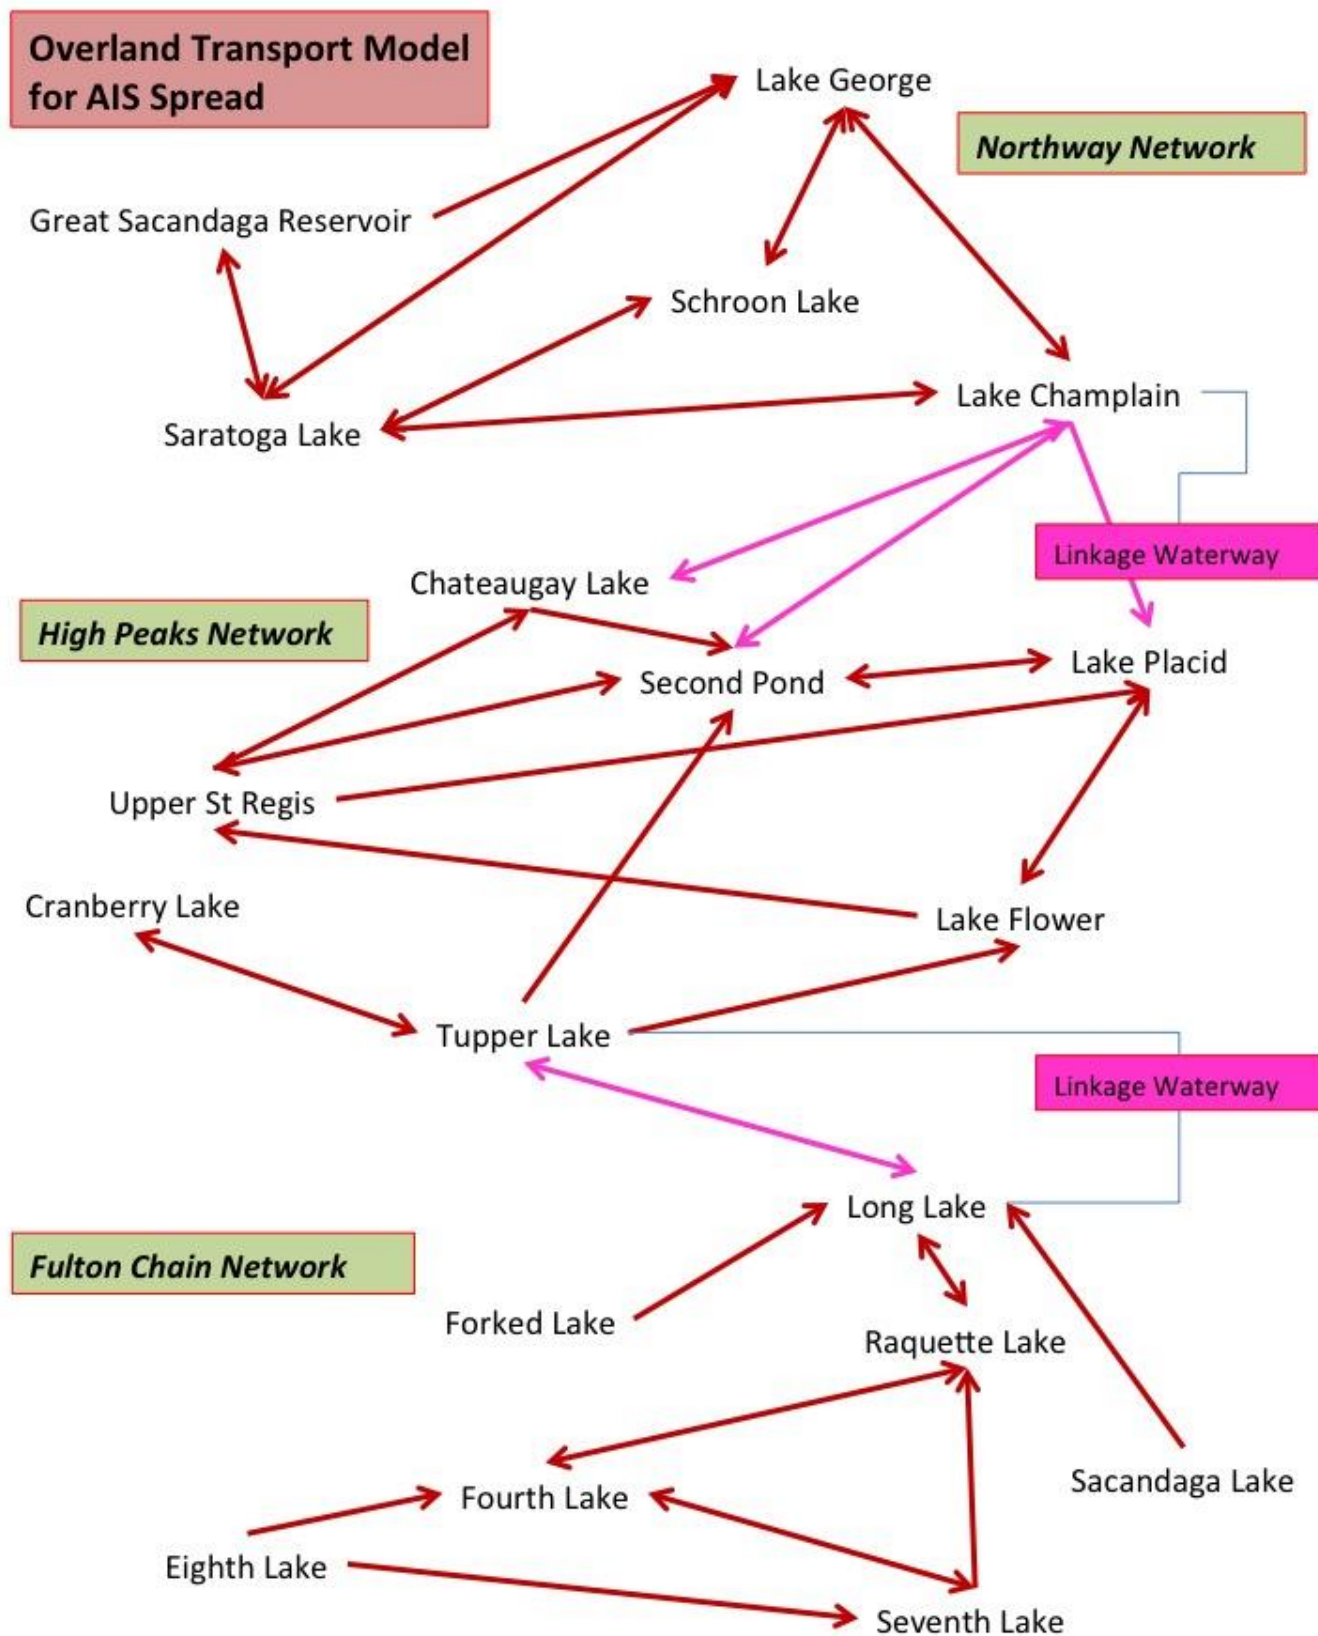 Overland Transport Model
for AIS Spread
Lake George
Northway Network
Great Sacandaga Reservoir
Schroon Lake
Lake Champlain
Saratoga Lake
Linkage Waterway
Chateaugay Lake
High Peaks Network
Lake Placid
Second Pond
Upper St Regis
Cranberry Lake
Lake Flower
Tupper Lake
Linkage Waterway
Long Lake
Fulton Chain Network
Forked Lake
Raquette Lake
Sacandaga Lake
Fourth Lake
Eighth Lake
Seventh Lake